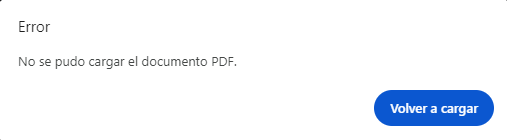 Error
No se pudo cargar el documento PDF.
Volver a cargar